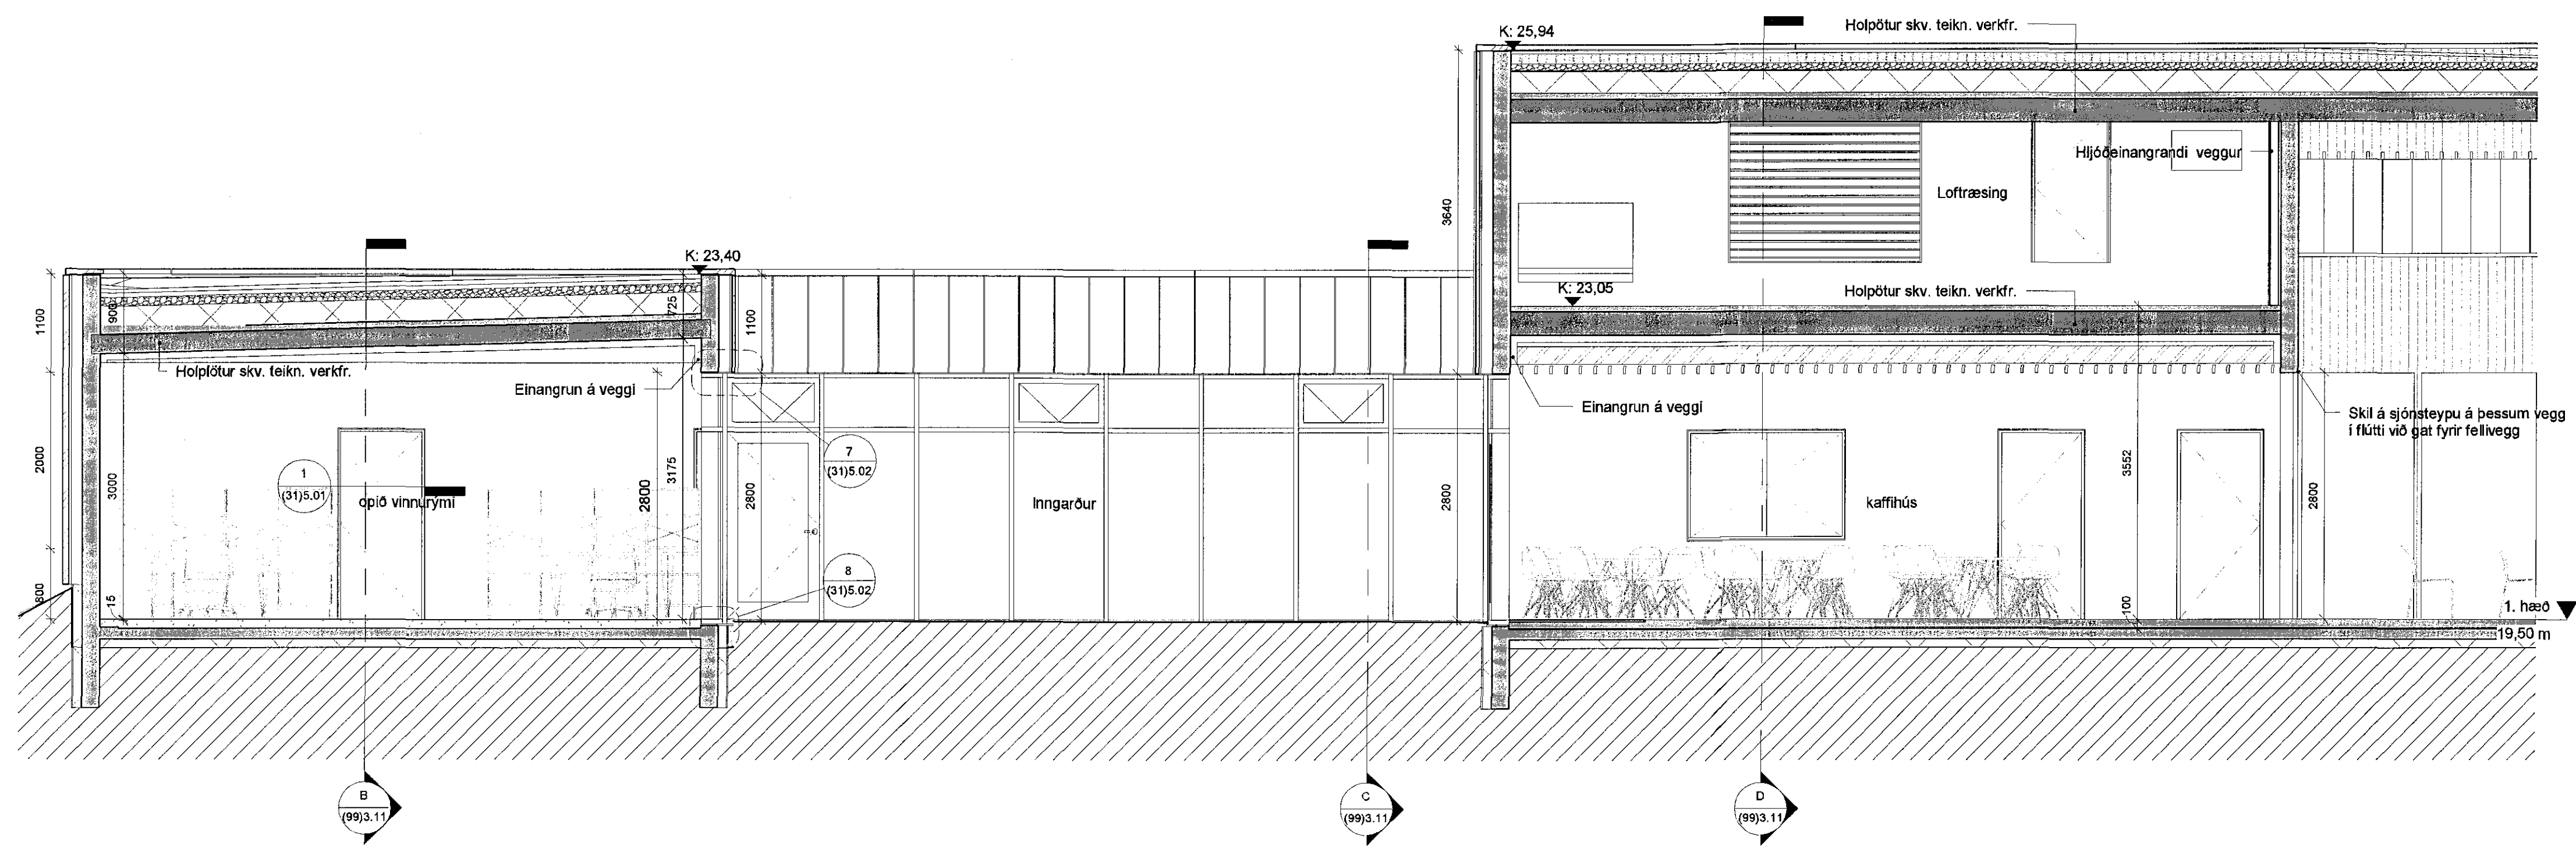 K: 25,94
Holpötur skv. teikn. verkfr.
Hljóðeinangrandi veggur
Loftræsing
3640
K: 23,40
K: 23,05
Holpötur skv. teikn. verkfr.
1100
900
725
1100
Holplötur skv. teikn. verkfr.
Einangrun á veggi
Einangrun á veggi
Skil á sjónsteypu á þessum vegg
í flútti við gat fyrir fellivegg
2000
3000
1
(31)5.01
opið vinnurými
2800
3175
2800
7
(31)5.02
Inngarður
2800
kaffihús
3552
2800
8
(31)5.02
800
15
100
1. hæð
19,50 m
B
(99)3.11
C
(99)3.11
D
(99)3.11